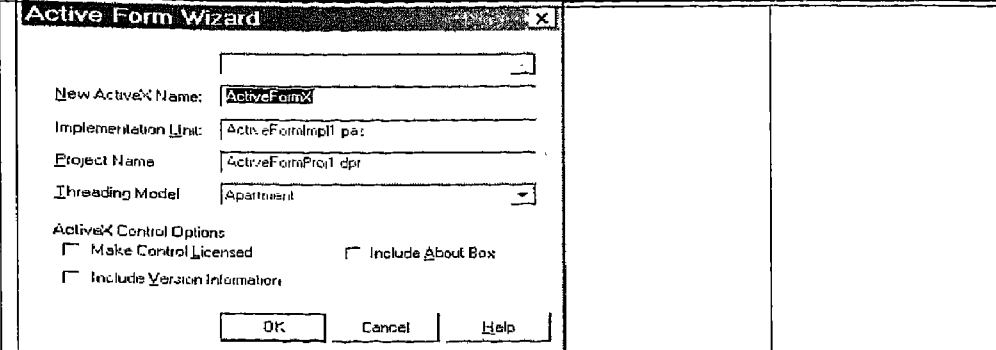 Active Form Wizard
New ActiveX Name: ActiveFormX
Implementation Unit: ActiveFormImpl1 pas
Project Name ActiveFormProj1 dpr
Threading Model Apartment
ActiveX Control Options
Make Control Licensed Include About Box
Include Version Information
OK Cancel Help